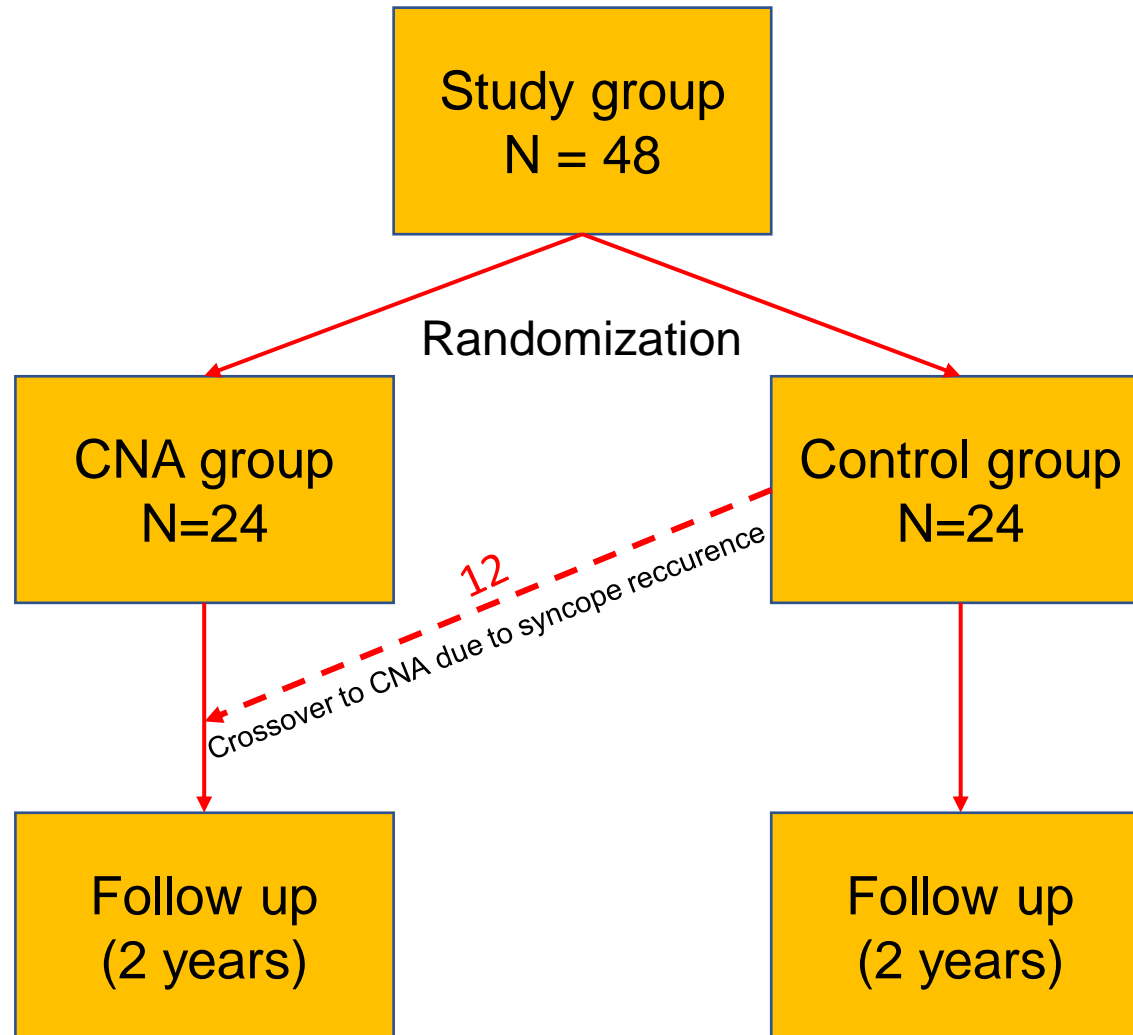 Study group
N = 48
Randomization
CNA group
N=24
Control group
N=24
12
Crossover to CNA due to syncope reccurence
Follow up
(2 years)
Follow up
(2 years)